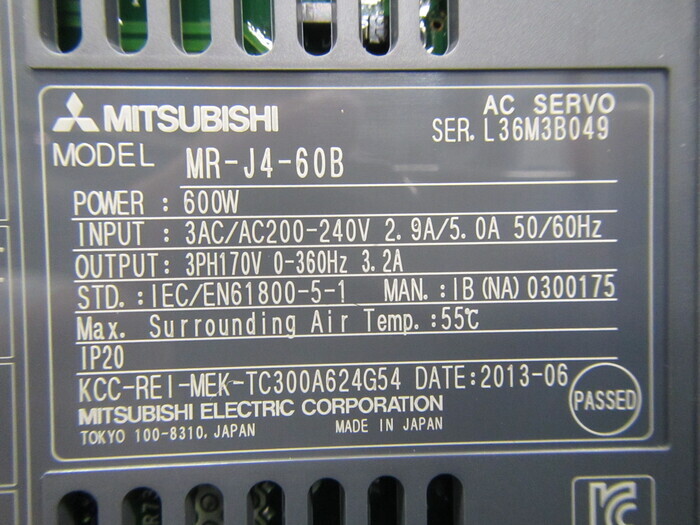 MITSUBISHI AC SERVO
MODEL MR-J4-60B SER. L36M3B049
POWER : 600W
INPUT : 3AC/AC200-240V 2.9A/5.0A 50/60Hz
OUTPUT: 3PH170V 0-360Hz 3.2A
STD. : IEC/EN61800-5-1 MAN. : IB(NA)0300175
Max. Surrounding Air Temp. : 55℃
IP20
KCC-REI-MEK-TC300A624G54 DATE:2013-06
MITSUBISHI ELECTRIC CORPORATION PASSED
TOKYO 100-8310, JAPAN MADE IN JAPAN